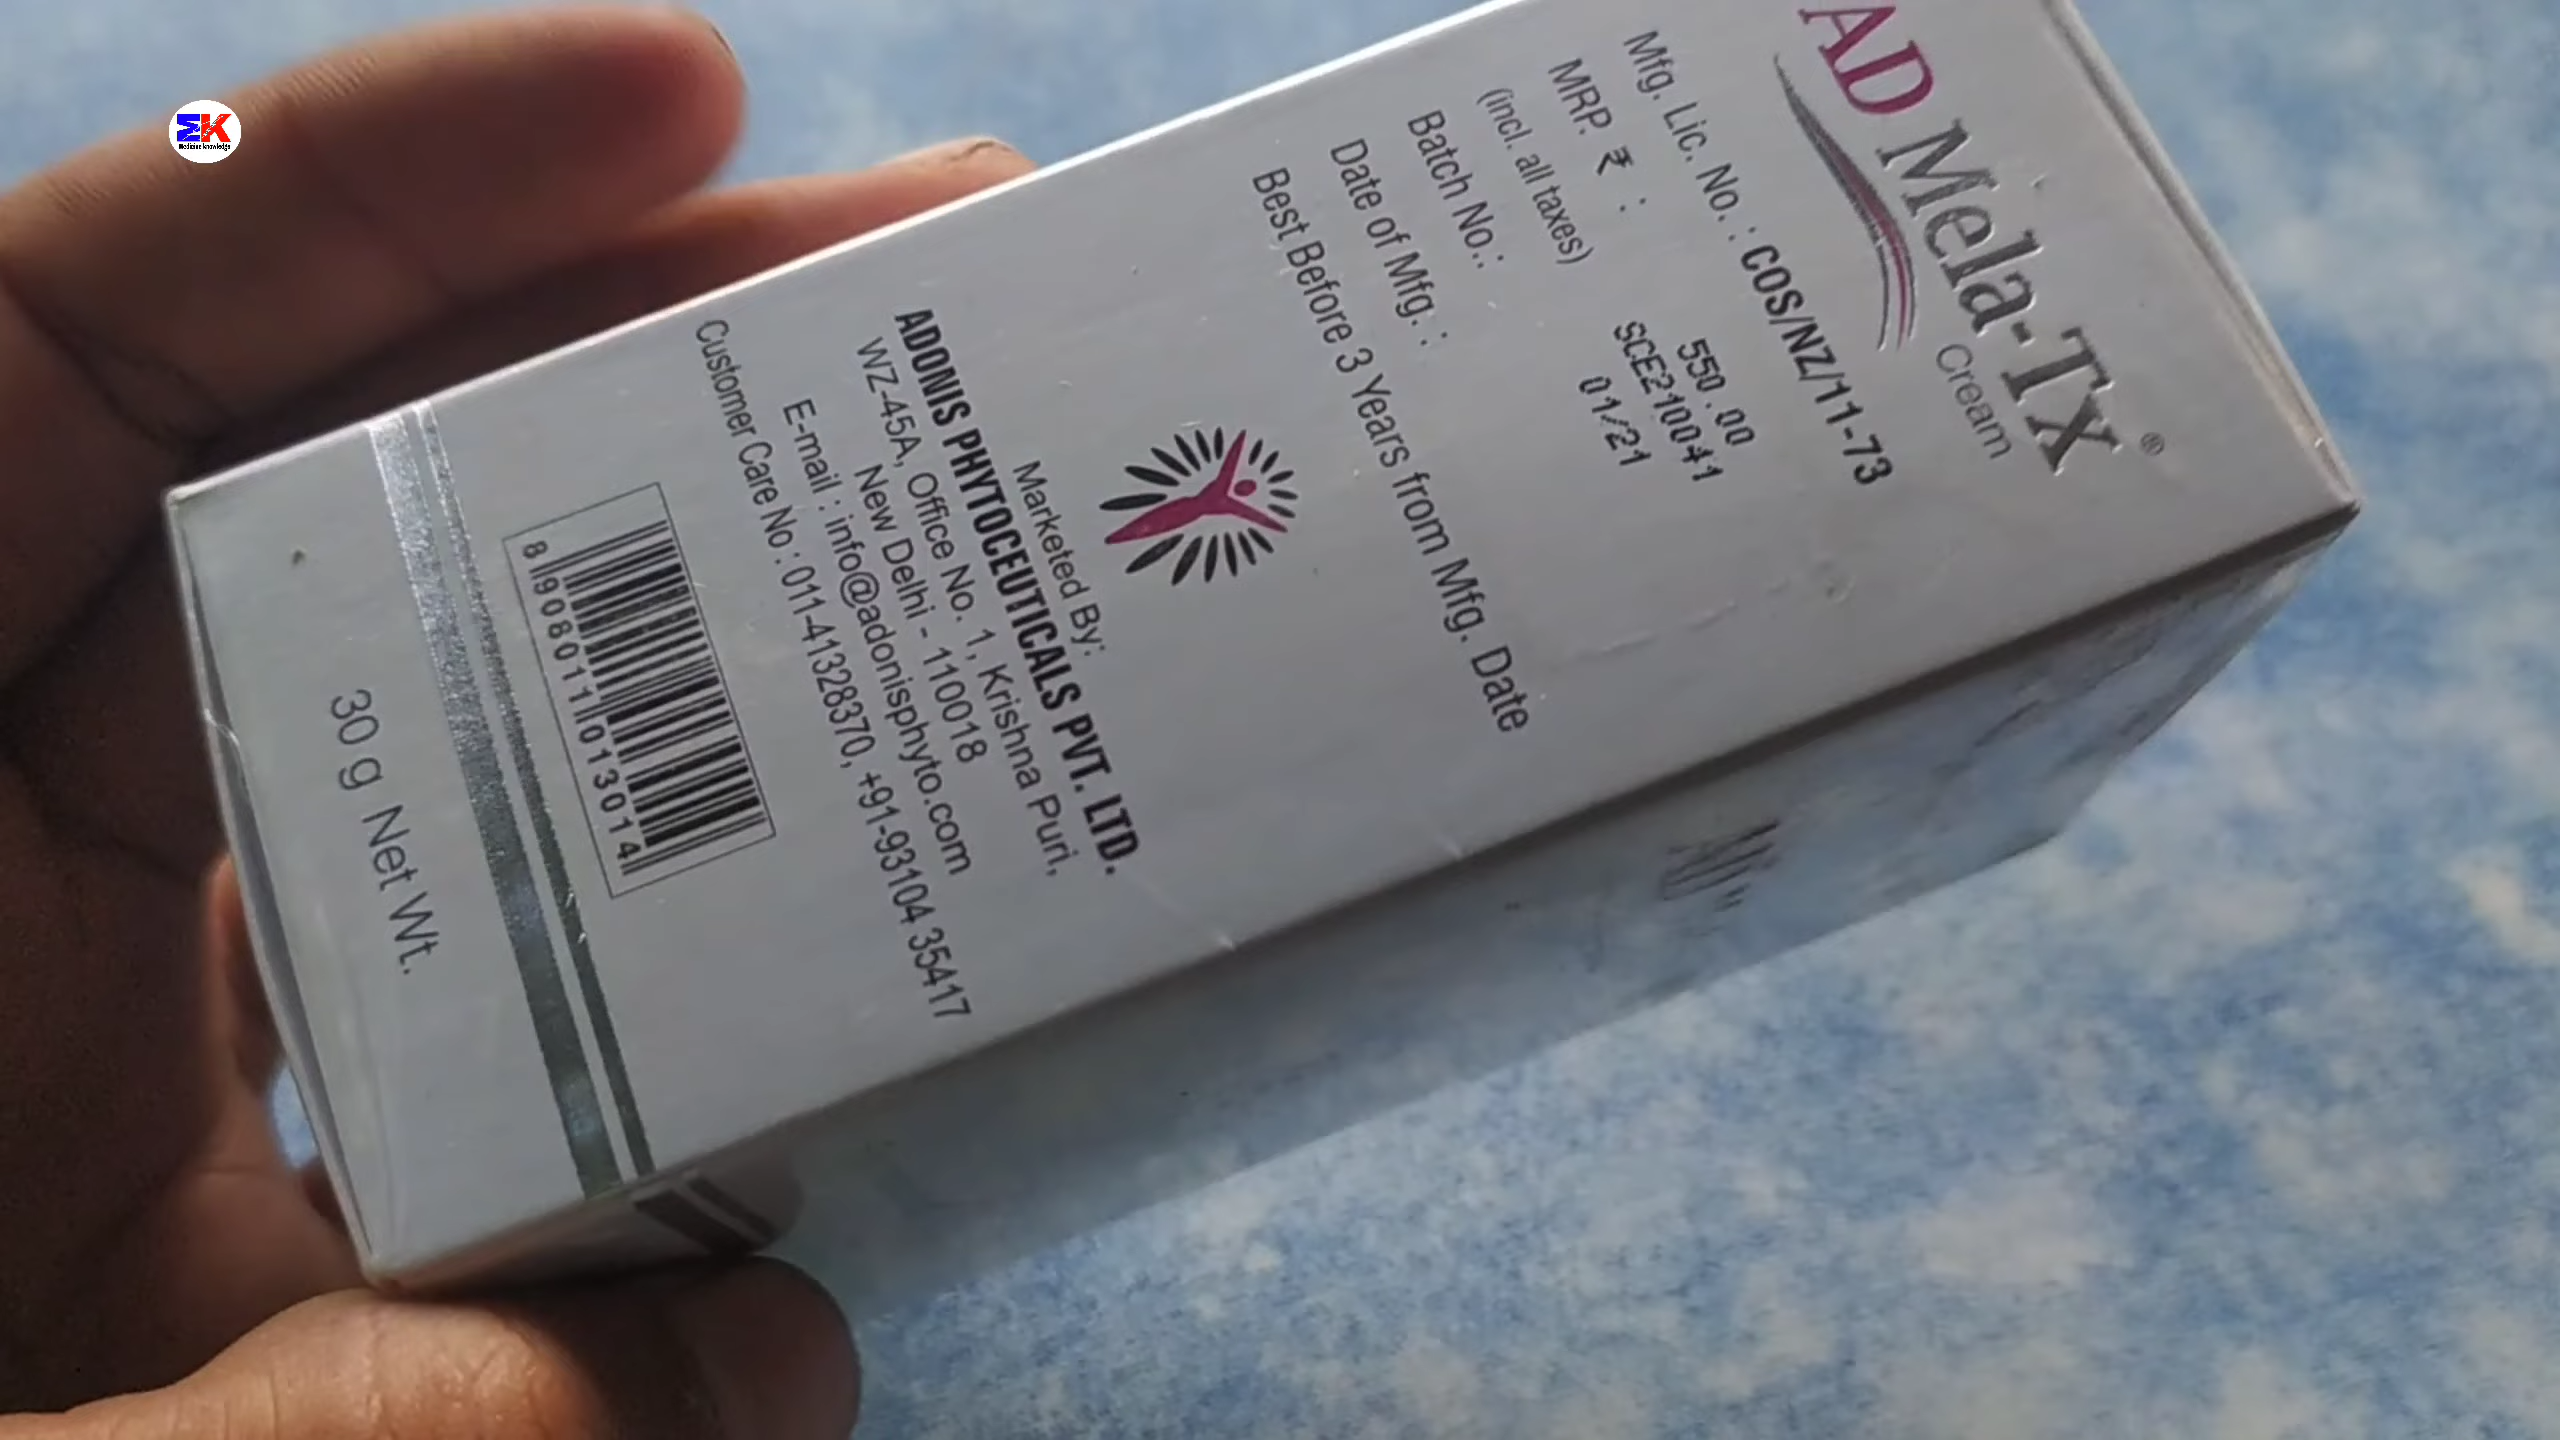 AD Mela-Tx®
Cream
Mfg. Lic. No. : COS/NZ/11-73
MRP. ₹ : 550.00
(incl. all taxes)
Batch No.: SCE210041
Date of Mfg. : 01/21
Best Before 3 Years from Mfg. Date
Marketed By:
ADONIS PHYTOCEUTICALS PVT. LTD.
WZ-45A, Office No. 1, Krishna Puri,
New Delhi - 110018
E-mail : info@adonisphyto.com
Customer Care No : 011-41328370, +91-93104 35417
8 908011 013014
30 g Net Wt.
MK
Medicine knowledge